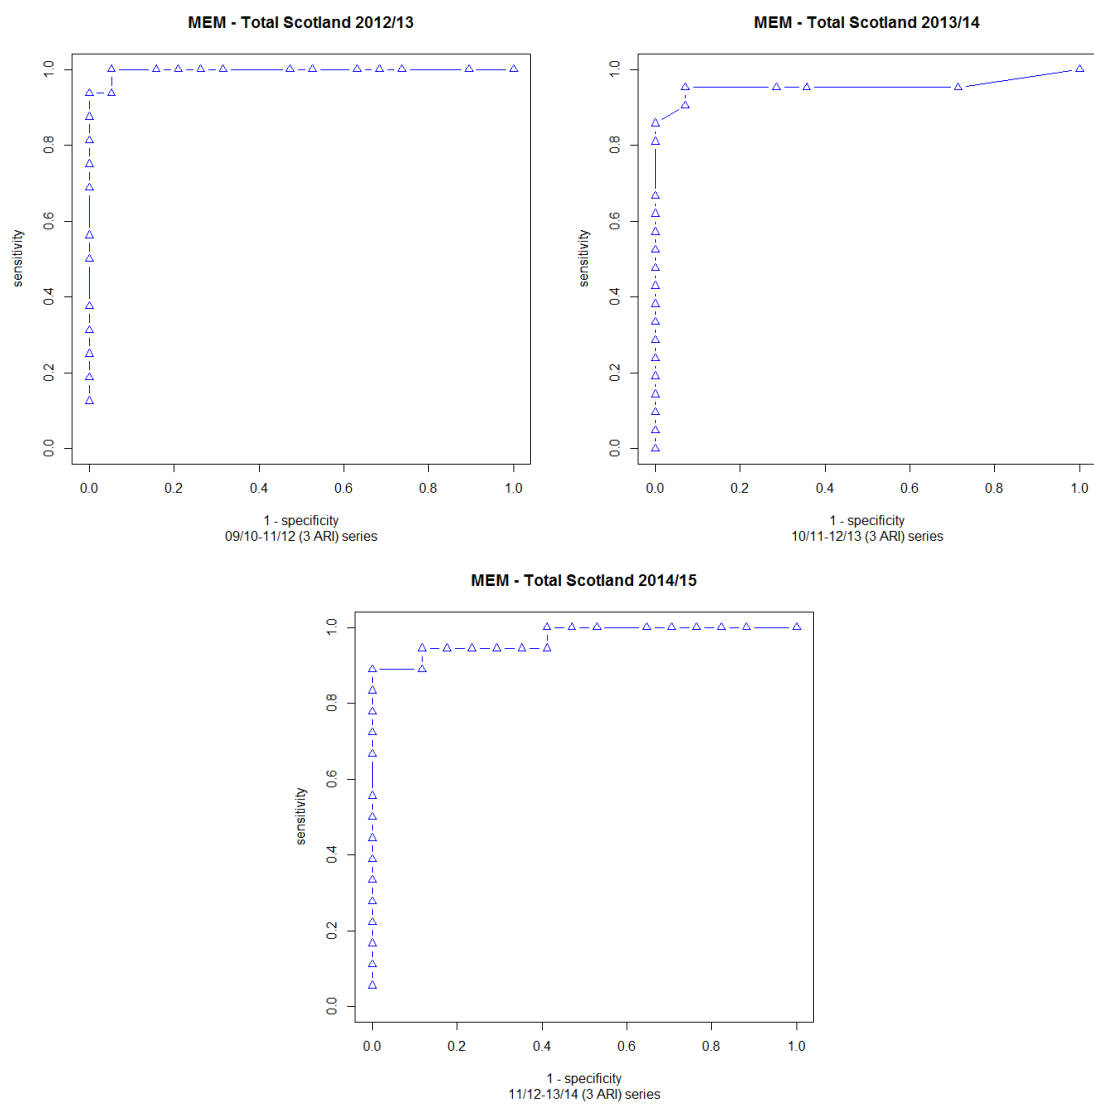 MEM - Total Scotland 2012/13
sensitivity
0.0 0.2 0.4 0.6 0.8 1.0
0.0 0.2 0.4 0.6 0.8 1.0
1 - specificity
09/10-11/12 (3 ARI) series
MEM - Total Scotland 2013/14
sensitivity
0.0 0.2 0.4 0.6 0.8 1.0
0.0 0.2 0.4 0.6 0.8 1.0
1 - specificity
10/11-12/13 (3 ARI) series
MEM - Total Scotland 2014/15
sensitivity
0.0 0.2 0.4 0.6 0.8 1.0
0.0 0.2 0.4 0.6 0.8 1.0
1 - specificity
11/12-13/14 (3 ARI) series